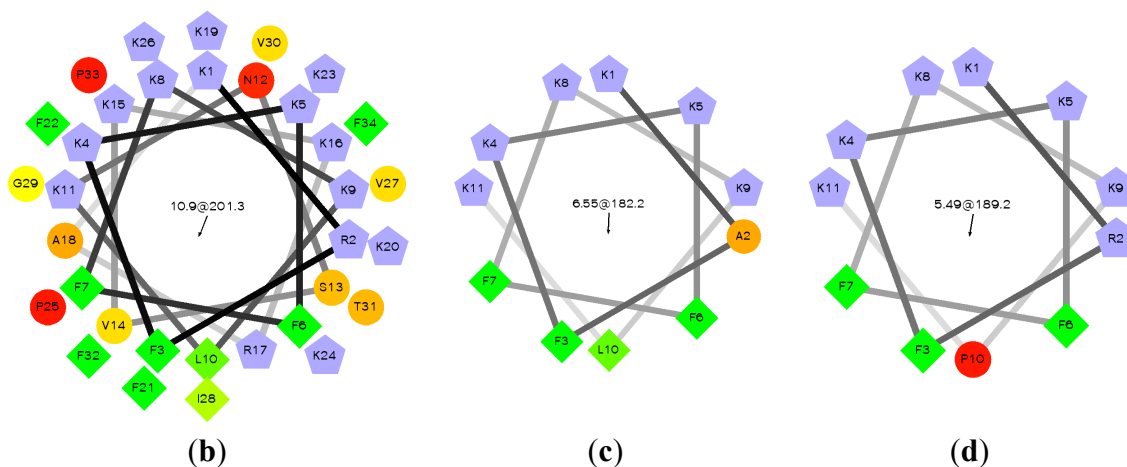 K19
K26
V30
K8
K1
P33
N12
K23
K15
K5
F22
F34
K4
K16
G29
K11
K9
V27
10.9@201.3
A18
R2
K20
F7
S13
P25
T31
V14
F6
F32
F3
L10
R17
K24
F21
I28
(b)
K8
K1
K5
K4
K11
K9
6.55@182.2
A2
F7
F6
F3
L10
(c)
K1
K8
K5
K4
K11
K9
5.49@189.2
R2
F7
F6
F3
P10
(d)